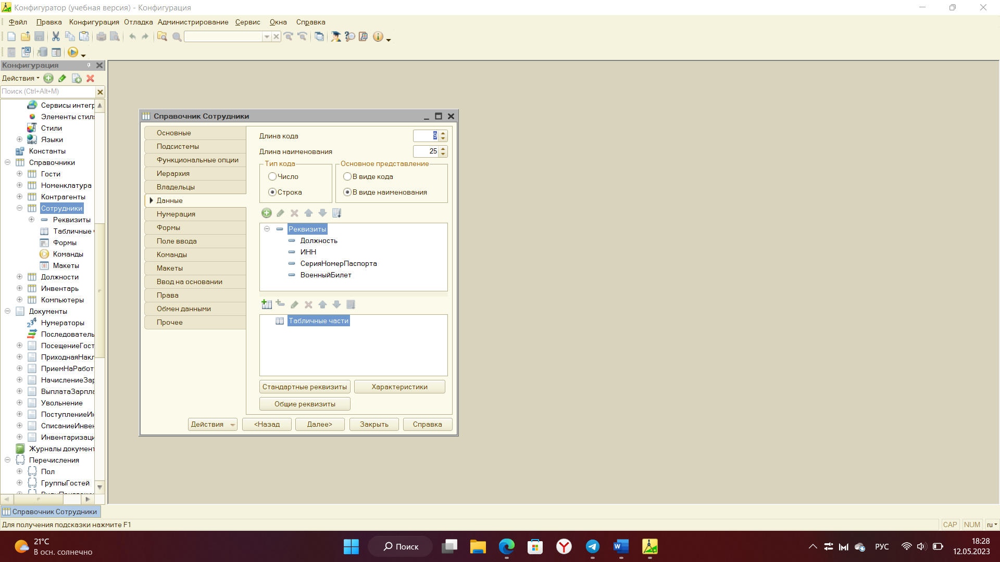 Конфигуратор (учебная версия) - Конфигурация
Файл Правка Конфигурация Отладка Администрирование Сервис Окна Справка
Конфигурация
Действия
Поиск (Ctrl+Alt+M)
Сервисы интегр
Элементы стиля
Стили
Языки
Константы
Справочники
Гости
Номенклатура
Контрагенты
Сотрудники
Реквизиты
Табличные
Формы
Команды
Макеты
Должности
Инвентарь
Компьютеры
Документы
Нумераторы
Последователь
ПосещениеГост
ПриходнаяНакл
ПриемНаРабот
НачислениеЗар
ВыплатаЗарпла
Увольнение
ПоступлениеИн
СписаниеИнвен
Инвентаризаци
Журналы документ
Перечисления
Пол
ГруппыГостей
Справочник Сотрудники
Основные
Подсистемы
Функциональные опции
Иерархия
Владельцы
Данные
Нумерация
Формы
Поле ввода
Команды
Макеты
Ввод на основании
Права
Обмен данными
Прочее
Длина кода 9
Длина наименования 25
Тип кода
Число
Строка
Основное представление
В виде кода
В виде наименования
Реквизиты
Должность
ИНН
СерияНомерПаспорта
ВоенныйБилет
Табличные части
Стандартные реквизиты Характеристики
Общие реквизиты
Действия <Назад Далее> Закрыть Справка
Справочник Сотрудники
Для получения подсказки нажмите F1
CAP NUM ru
21°C
В осн. солнечно
Поиск
РУС
18:28
12.05.2023